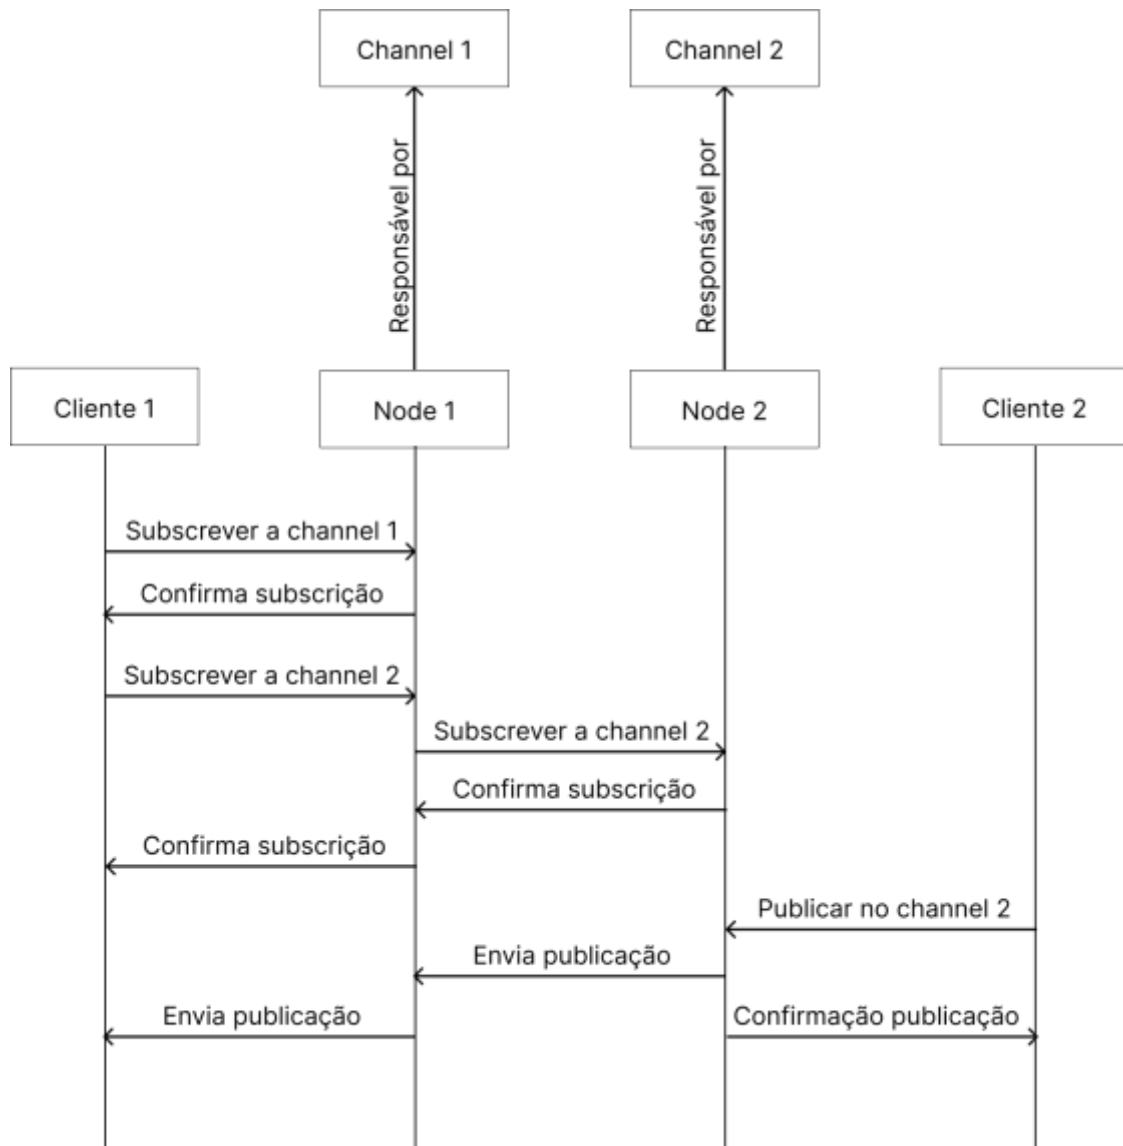 Channel 1
Channel 2
Responsável por
Responsável por
Cliente 1
Node 1
Node 2
Cliente 2
Subscrever a channel 1
Confirma subscrição
Subscrever a channel 2
Subscrever a channel 2
Confirma subscrição
Confirma subscrição
Publicar no channel 2
Envia publicação
Envia publicação
Confirmação publicação